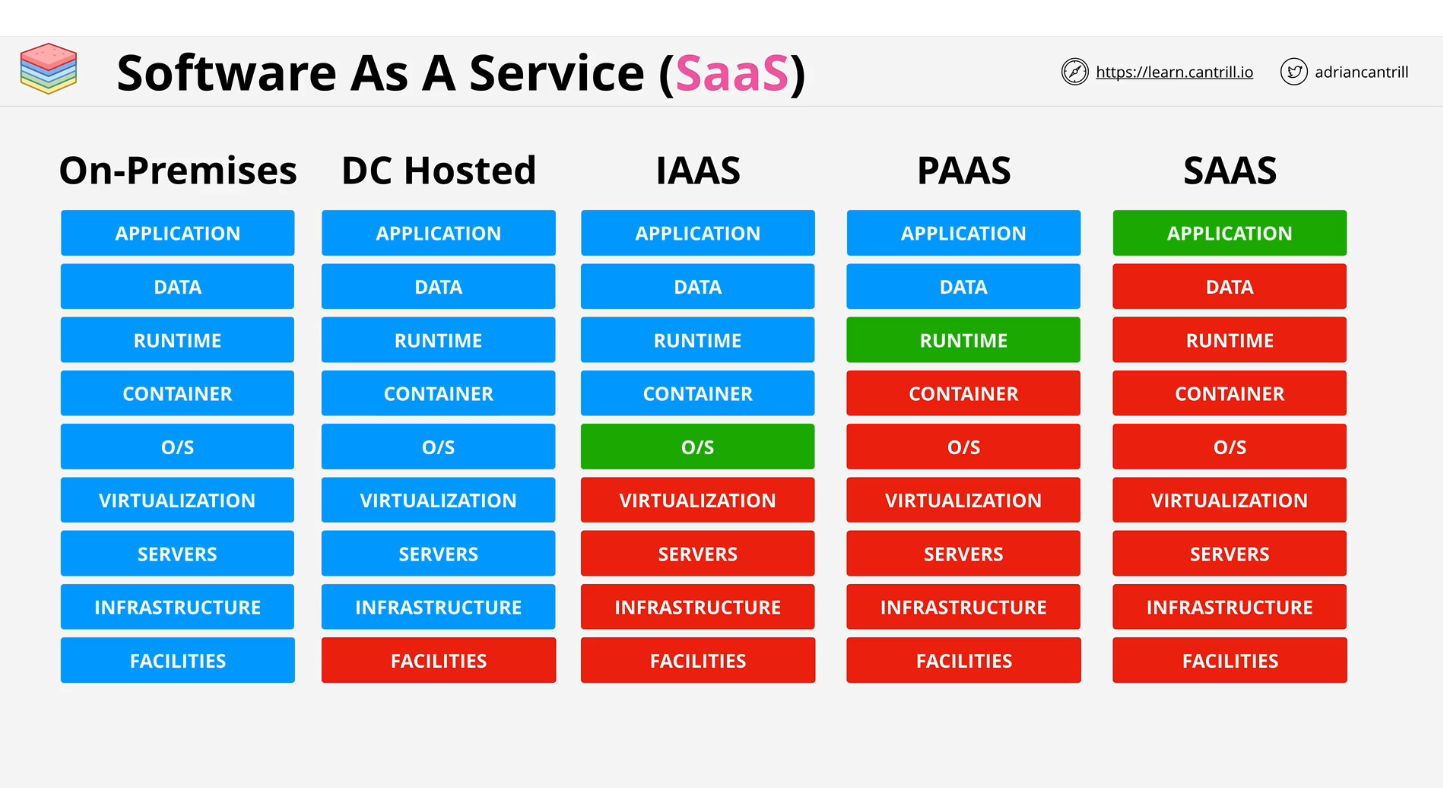 Software As A Service (SaaS)
https://learn.cantrill.io
adriancantrill
On-Premises
APPLICATION
DATA
RUNTIME
CONTAINER
O/S
VIRTUALIZATION
SERVERS
INFRASTRUCTURE
FACILITIES
DC Hosted
APPLICATION
DATA
RUNTIME
CONTAINER
O/S
VIRTUALIZATION
SERVERS
INFRASTRUCTURE
FACILITIES
IAAS
APPLICATION
DATA
RUNTIME
CONTAINER
O/S
VIRTUALIZATION
SERVERS
INFRASTRUCTURE
FACILITIES
PAAS
APPLICATION
DATA
RUNTIME
CONTAINER
O/S
VIRTUALIZATION
SERVERS
INFRASTRUCTURE
FACILITIES
SAAS
APPLICATION
DATA
RUNTIME
CONTAINER
O/S
VIRTUALIZATION
SERVERS
INFRASTRUCTURE
FACILITIES